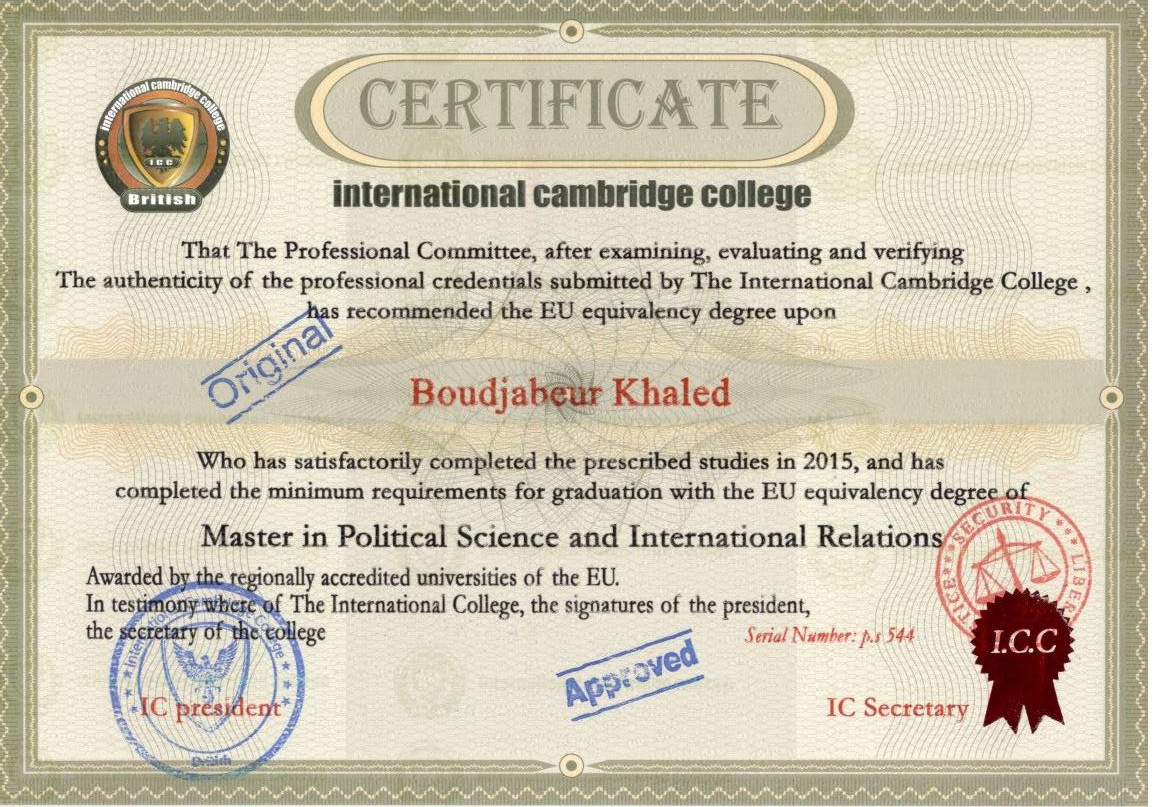 international cambridge college
I C C
British
CERTIFICATE
international cambridge college
That The Professional Committee, after examining, evaluating and verifying
The authenticity of the professional credentials submitted by The International Cambridge College ,
has recommended the EU equivalency degree upon
Original
Boudjabeur Khaled
Who has satisfactorily completed the prescribed studies in 2015, and has
completed the minimum requirements for graduation with the EU equivalency degree of
Master in Political Science and International Relations
SECURITY
Awarded by the regionally accredited universities of the EU.
In testimony where of The International College, the signatures of the president,
the secretary of the college
Serial Number: p.s 544
I.C.C
Approved
IC president
IC Secretary
British